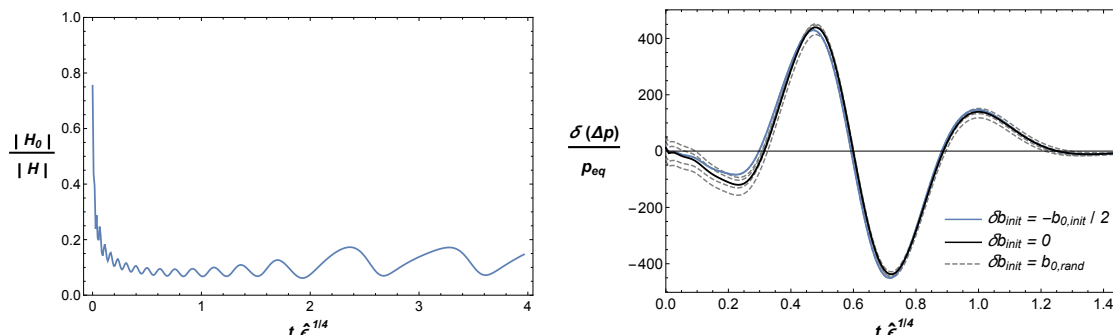 1.0
0.8
0.6
0.4
0.2
0.0
| H₀ |
| H |
0 1 2 3 4
t ε̂ ^1/4
400
200
0
-200
-400
δ (Δp)
p_eq
δb_init = -b_0,init / 2
δb_init = 0
δb_init = b_0,rand
0.0 0.2 0.4 0.6 0.8 1.0 1.2 1.4
t ε̂ ^1/4